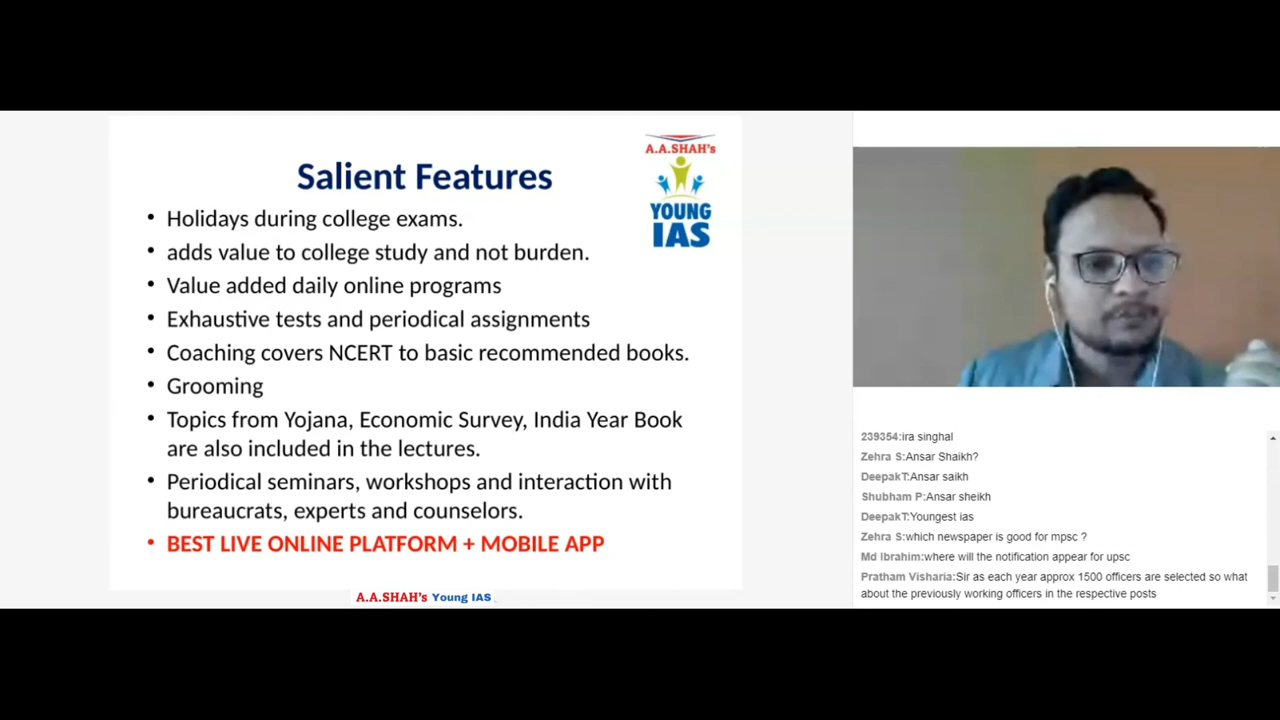 Salient Features
A.A.SHAH's
YOUNG
IAS
• Holidays during college exams.
• adds value to college study and not burden.
• Value added daily online programs
• Exhaustive tests and periodical assignments
• Coaching covers NCERT to basic recommended books.
• Grooming
• Topics from Yojana, Economic Survey, India Year Book
are also included in the lectures.
• Periodical seminars, workshops and interaction with
bureaucrats, experts and counselors.
• BEST LIVE ONLINE PLATFORM + MOBILE APP
A.A.SHAH's Young IAS
239354:ira singhal
Zehra S:Ansar Shaikh?
DeepakT:Ansar saikh
Shubham P:Ansar sheikh
DeepakT:Youngest ias
Zehra S:which newspaper is good for mpsc ?
Md Ibrahim:where will the notification appear for upsc
Pratham Visharia:Sir as each year approx 1500 officers are selected so what
about the previously working officers in the respective posts